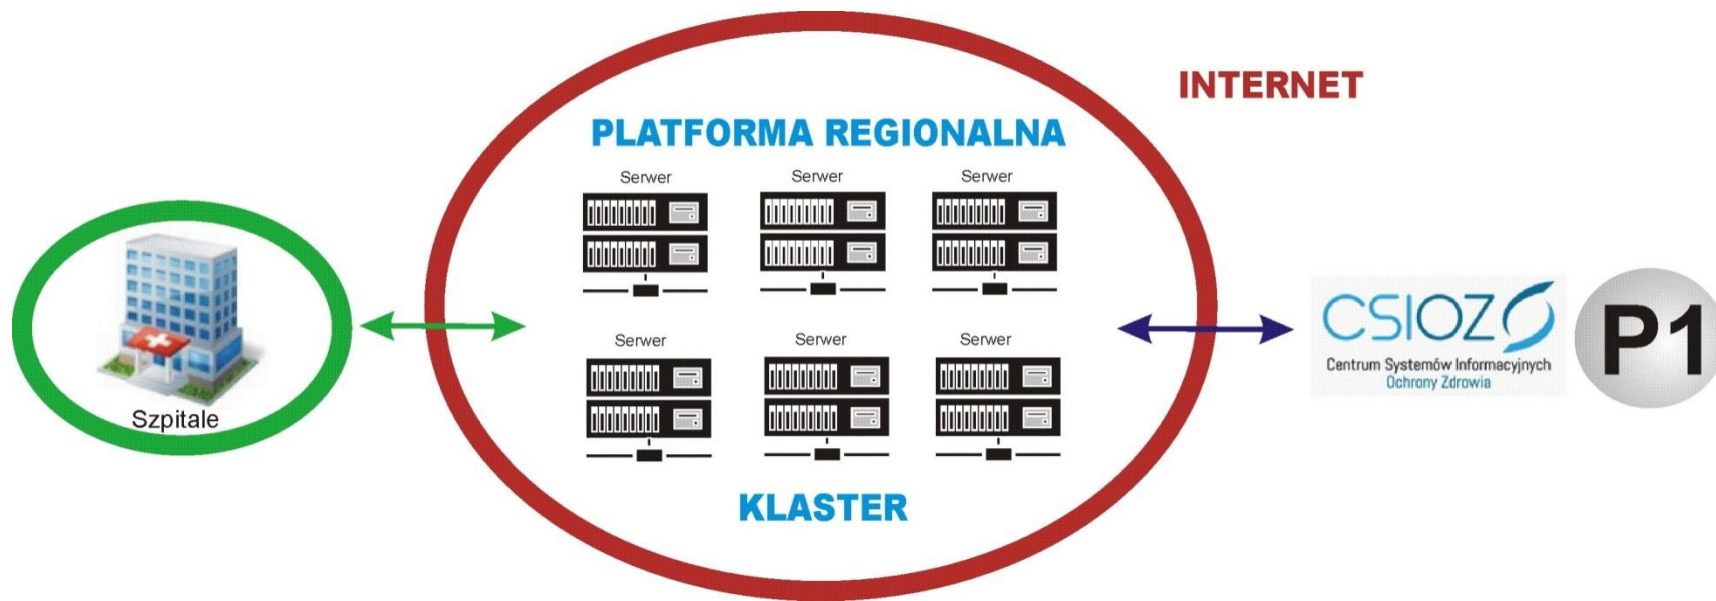 INTERNET
PLATFORMA REGIONALNA
Serwer
Serwer
Serwer
Serwer
Serwer
Serwer
KLASTER
Szpitale
CSIOZ
Centrum Systemów Informacyjnych
Ochrony Zdrowia
P1